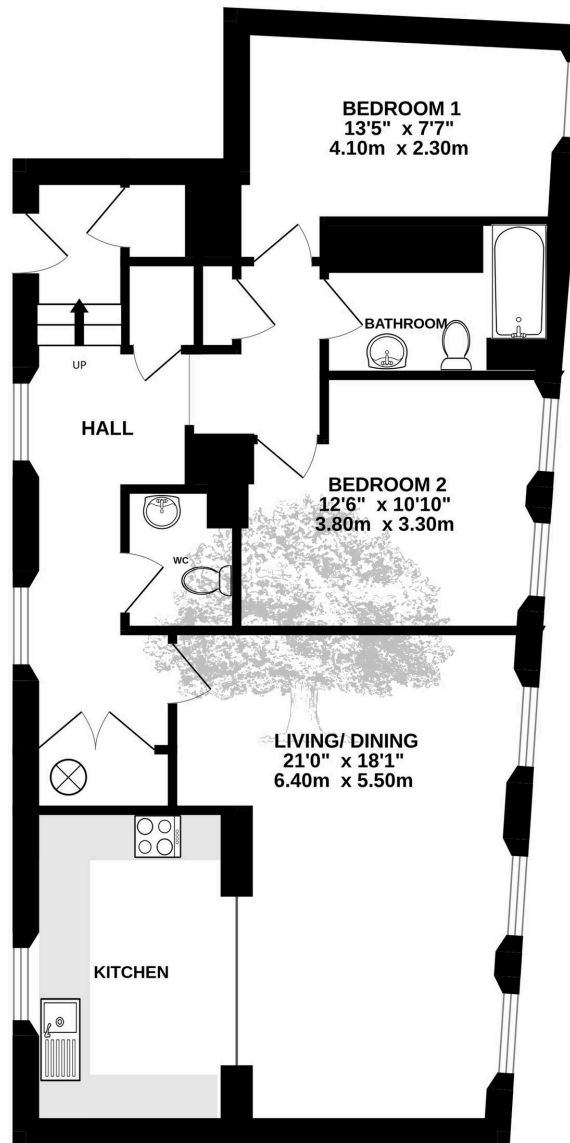 BEDROOM 1
13'5" x 7'7"
4.10m x 2.30m
BATHROOM
UP
HALL
BEDROOM 2
12'6" x 10'10"
3.80m x 3.30m
WC
LIVING/ DINING
21'0" x 18'1"
6.40m x 5.50m
KITCHEN